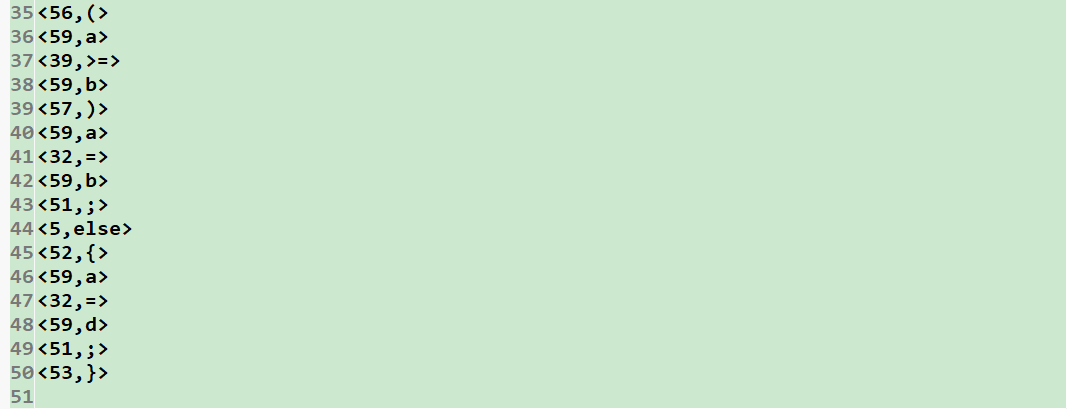 35<56,(>
36<59,a>
37<39,>=>
38<59,b>
39<57,)>
40<59,a>
41<32,=>
42<59,b>
43<51,;>
44<5,else>
45<52,{>
46<59,a>
47<32,=>
48<59,d>
49<51,;>
50<53,}>
51